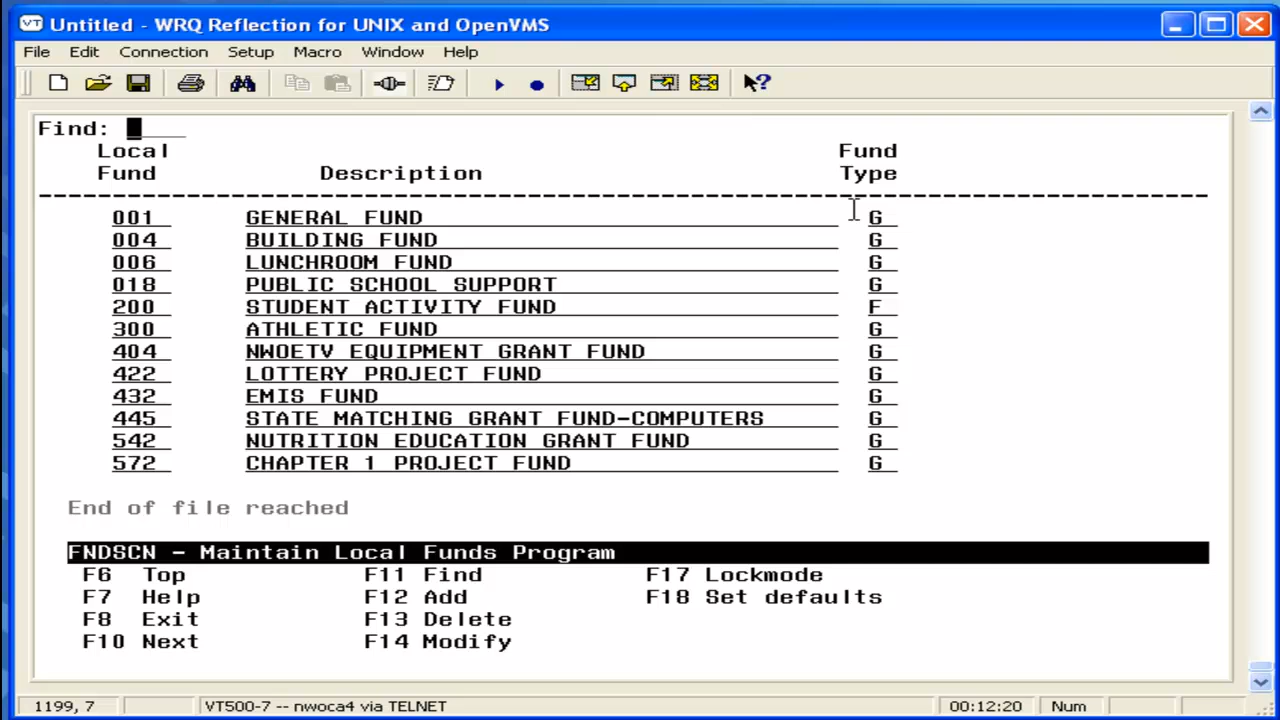 VT Untitled - WRQ Reflection for UNIX and OpenVMS
File Edit Connection Setup Macro Window Help
Find:
Local Fund
Fund Description Type
001 GENERAL FUND G
004 BUILDING FUND G
006 LUNCHROOM FUND G
018 PUBLIC SCHOOL SUPPORT G
200 STUDENT ACTIVITY FUND F
300 ATHLETIC FUND G
404 NWOETV EQUIPMENT GRANT FUND G
422 LOTTERY PROJECT FUND G
432 EMIS FUND G
445 STATE MATCHING GRANT FUND-COMPUTERS G
542 NUTRITION EDUCATION GRANT FUND G
572 CHAPTER 1 PROJECT FUND G
End of file reached
FNDSCN - Maintain Local Funds Program
F6 Top F11 Find F17 Lockmode
F7 Help F12 Add F18 Set defaults
F8 Exit F13 Delete
F10 Next F14 Modify
1199, 7 VT500-7 -- nwoca4 via TELNET 00:12:20 Num